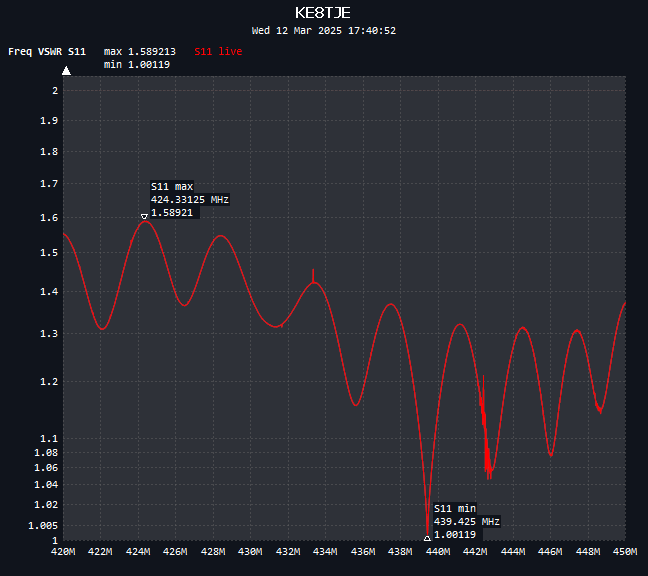 KE8TJE
Wed 12 Mar 2025 17:40:52
Freq VSWR S11 max 1.589213 S11 live
min 1.00119
2
1.9
1.8
1.7
S11 max
424.33125 MHz
1.58921
1.6
1.5
1.4
1.3
1.2
1.1
1.08
1.06
1.04
1.02
S11 min
439.425 MHz
1.00119
1.005
1
420M 422M 424M 426M 428M 430M 432M 434M 436M 438M 440M 442M 444M 446M 448M 450M